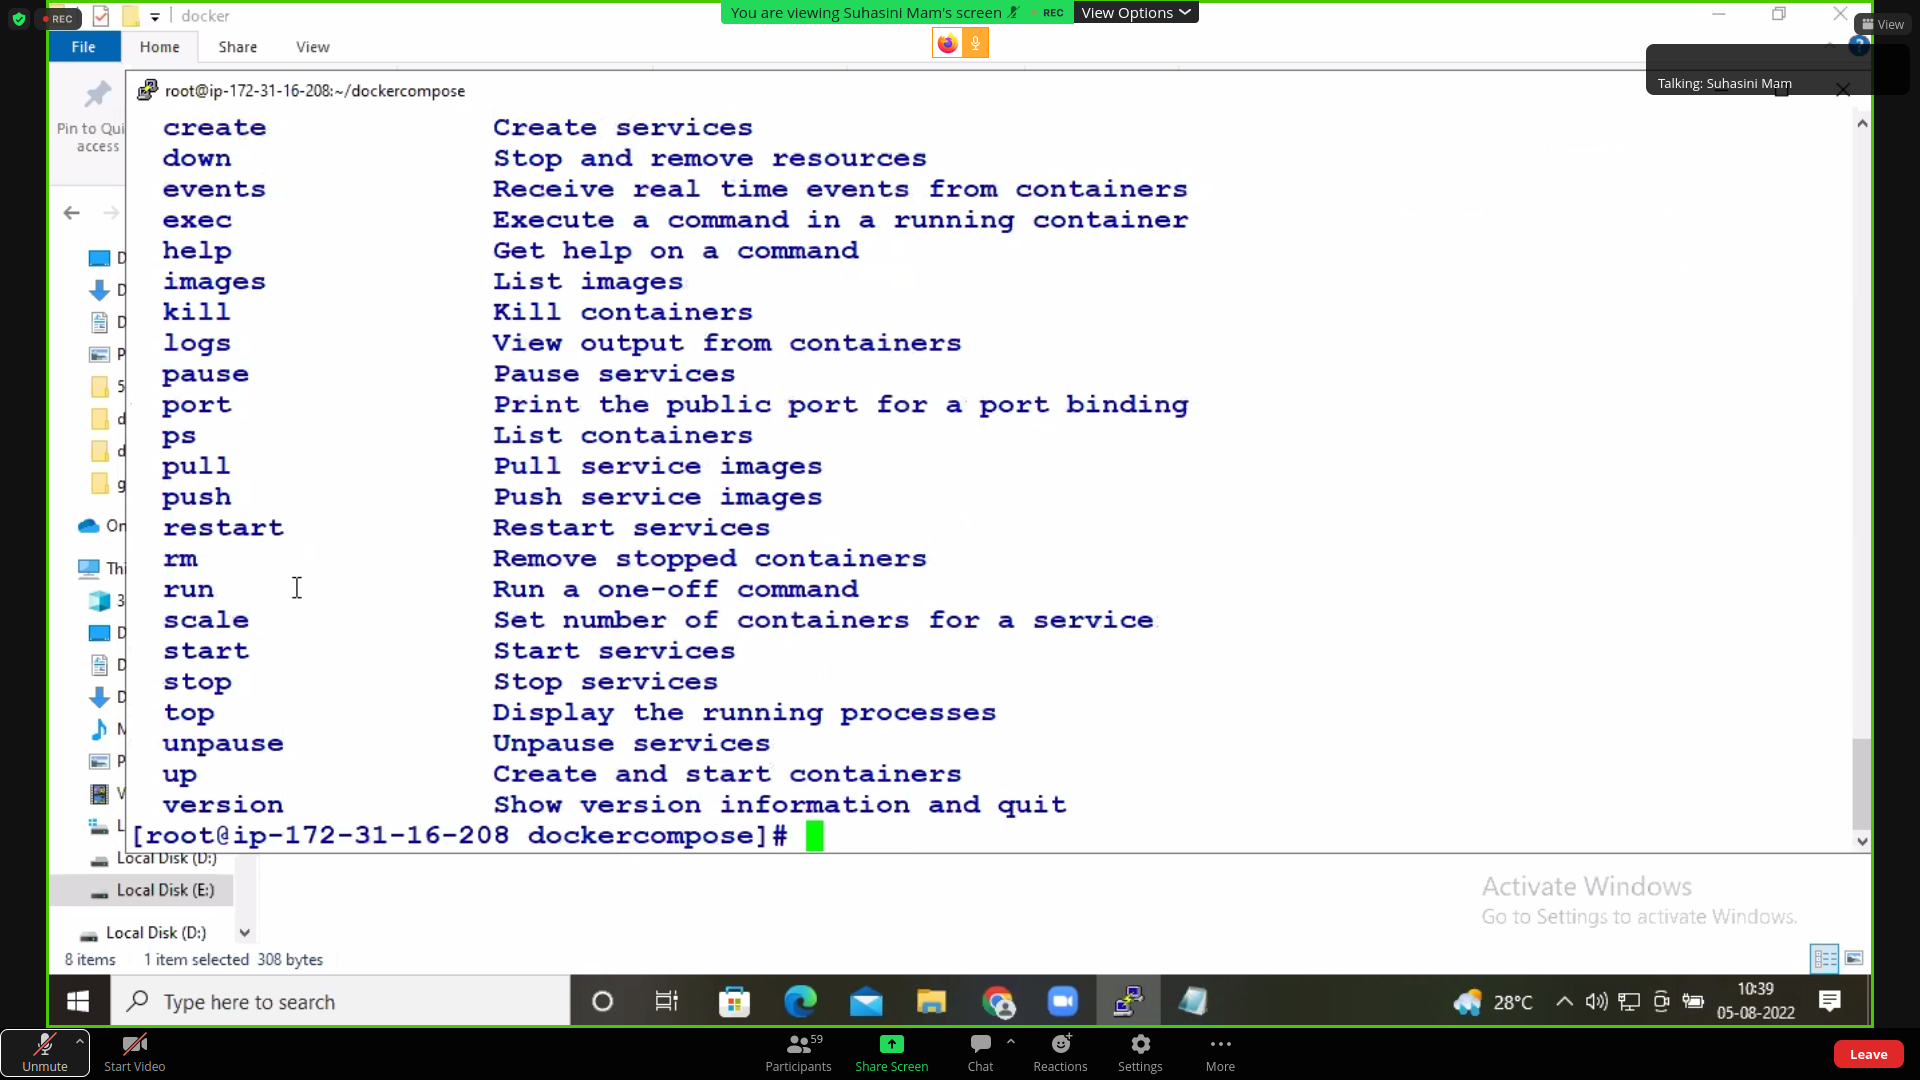 REC
docker
You are viewing Suhasini Mam's screen
REC
View Options
View
File
Home
Share
View
Talking: Suhasini Mam
Pin to Qui
access
root@ip-172-31-16-208:~/dockercompose
create Create services
down Stop and remove resources
events Receive real time events from containers
exec Execute a command in a running container
help Get help on a command
images List images
kill Kill containers
logs View output from containers
pause Pause services
port Print the public port for a port binding
ps List containers
pull Pull service images
push Push service images
restart Restart services
rm Remove stopped containers
run Run a one-off command
scale Set number of containers for a service
start Start services
stop Stop services
top Display the running processes
unpause Unpause services
up Create and start containers
version Show version information and quit
[root@ip-172-31-16-208 dockercompose]#
D
D
D
P
5
d
d
g
On
Thi
3
D
D
D
M
P
V
L
Local Disk (D:)
Local Disk (E:)
Local Disk (D:)
Activate Windows
Go to Settings to activate Windows.
8 items 1 item selected 308 bytes
Type here to search
28°C
10:39
05-08-2022
Unmute
Start Video
Participants
59
Share Screen
Chat
Reactions
Settings
More
Leave